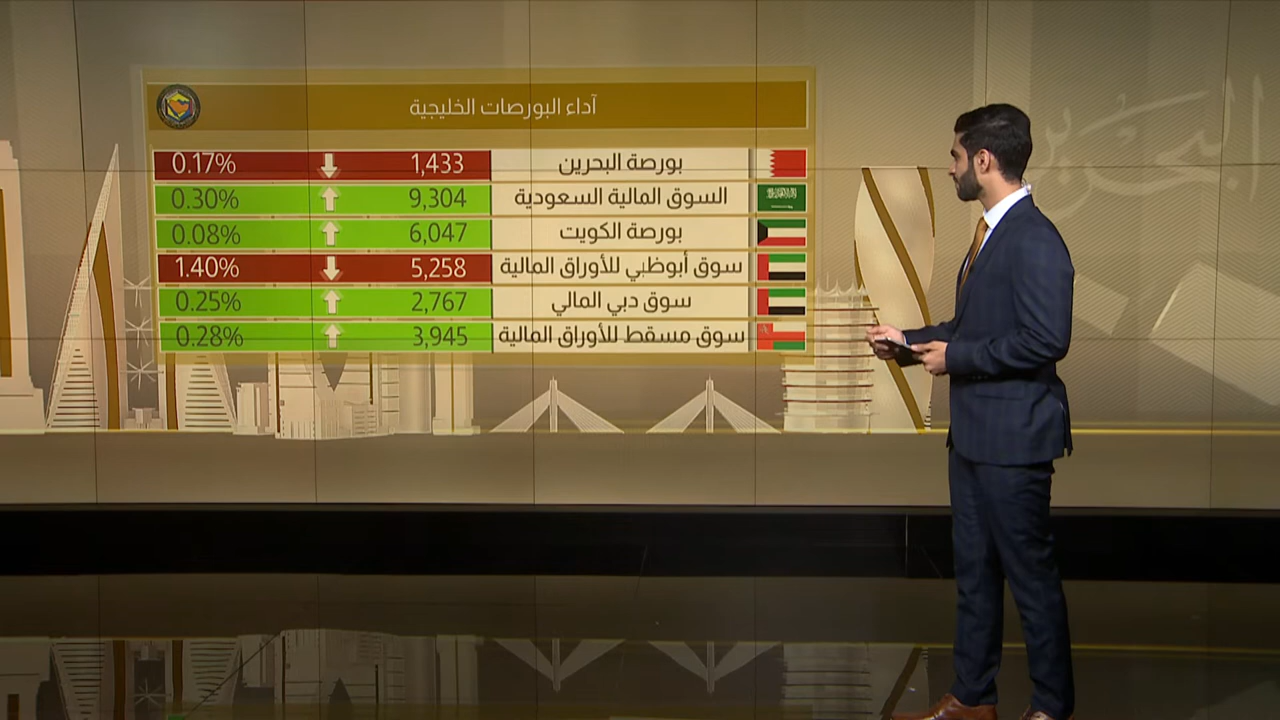 آداء البورصات الخليجية
بورصة البحرين 1,433 0.17%
السوق المالية السعودية 9,304 0.30%
بورصة الكويت 6,047 0.08%
سوق أبوظبي للأوراق المالية 5,258 1.40%
سوق دبي المالي 2,767 0.25%
سوق مسقط للأوراق المالية 3,945 0.28%
البحرين